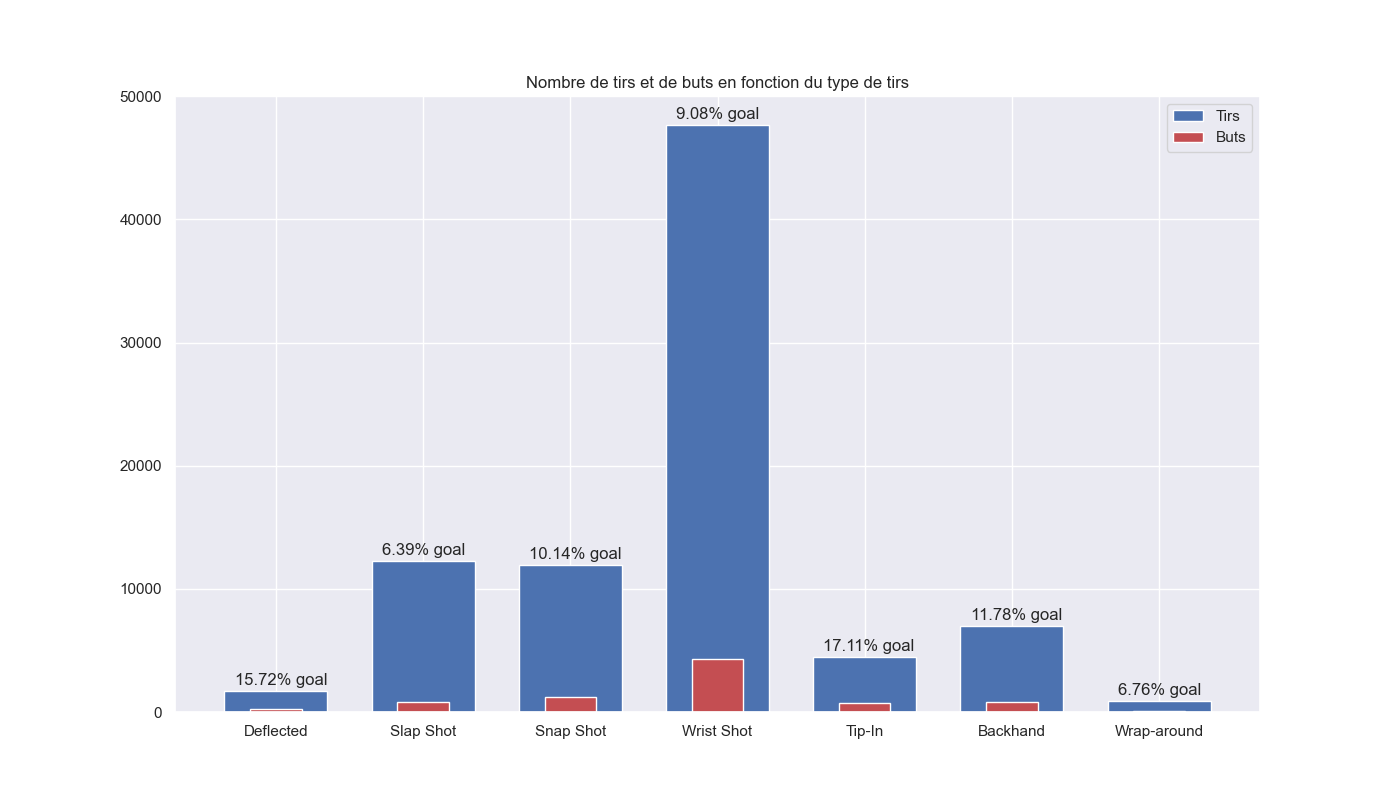 Nombre de tirs et de buts en fonction du type de tirs
50000
40000
30000
20000
10000
0
Tirs
Buts
15.72% goal
6.39% goal
10.14% goal
9.08% goal
17.11% goal
11.78% goal
6.76% goal
Deflected
Slap Shot
Snap Shot
Wrist Shot
Tip-In
Backhand
Wrap-around